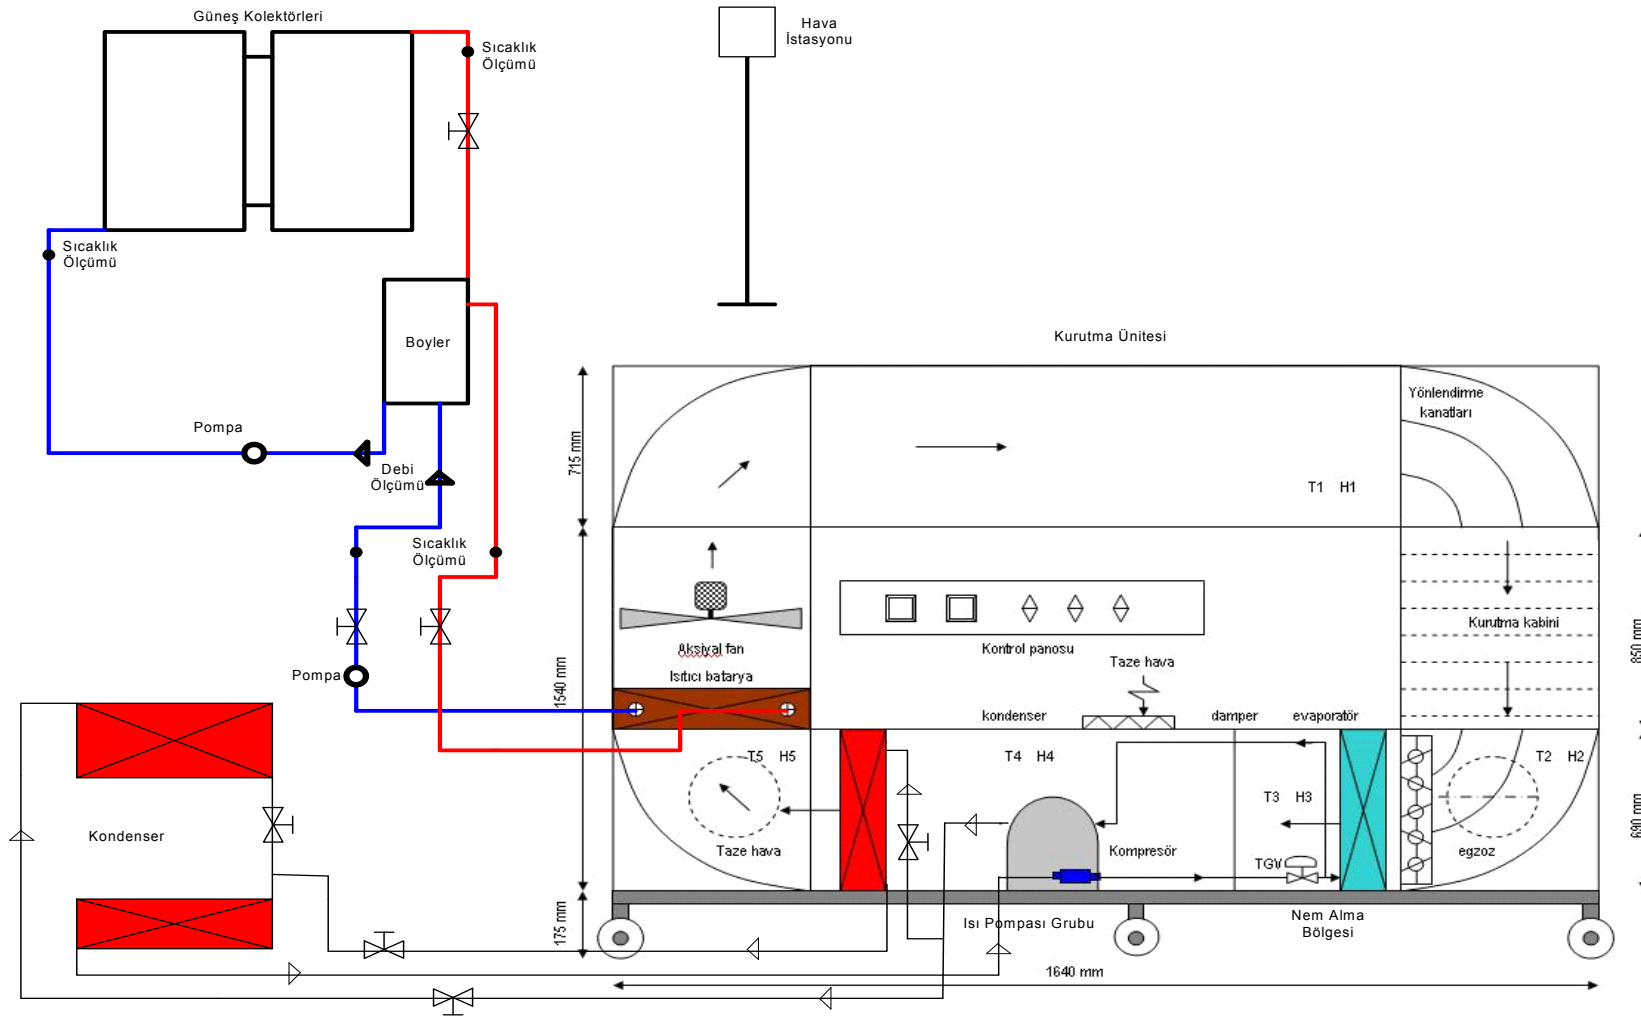 Güneş Kolektörleri
Hava
İstasyonu
Sıcaklık
Ölçümü
Sıcaklık
Ölçümü
Boyler
Kurutma Ünitesi
Yönlendirme
kanatları
Pompa
Debi
Ölçümü
715 mm
T1 H1
Sıcaklık
Ölçümü
Aksiyal fan
Isıtıcı batarya
Kontrol panosu
Taze hava
Kurutma kabini
850 mm
Pompa
1540 mm
kondenser
damper
evaporatör
T5 H5
T4 H4
T3 H3
T2 H2
690 mm
Kondenser
Taze hava
Kompresör
TGV
egzoz
175 mm
Isı Pompası Grubu
Nem Alma
Bölgesi
1640 mm